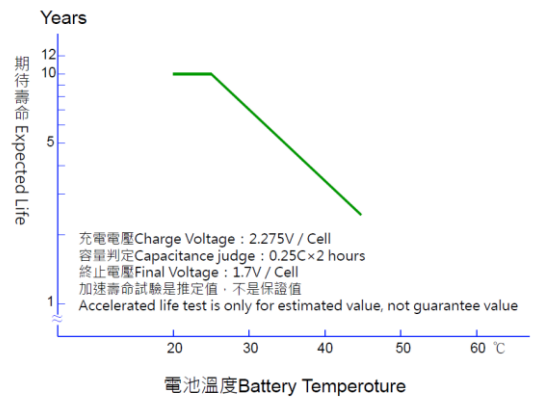 Years
12
10
5
1
期待壽命 Expected Life
充電電壓Charge Voltage：2.275V / Cell
容量判定Capacitance judge：0.25C×2 hours
終止電壓Final Voltage：1.7V / Cell
加速壽命試驗是推定值，不是保證值
Accelerated life test is only for estimated value, not guarantee value
20 30 40 50 60 ℃
電池溫度Battery Temperoture